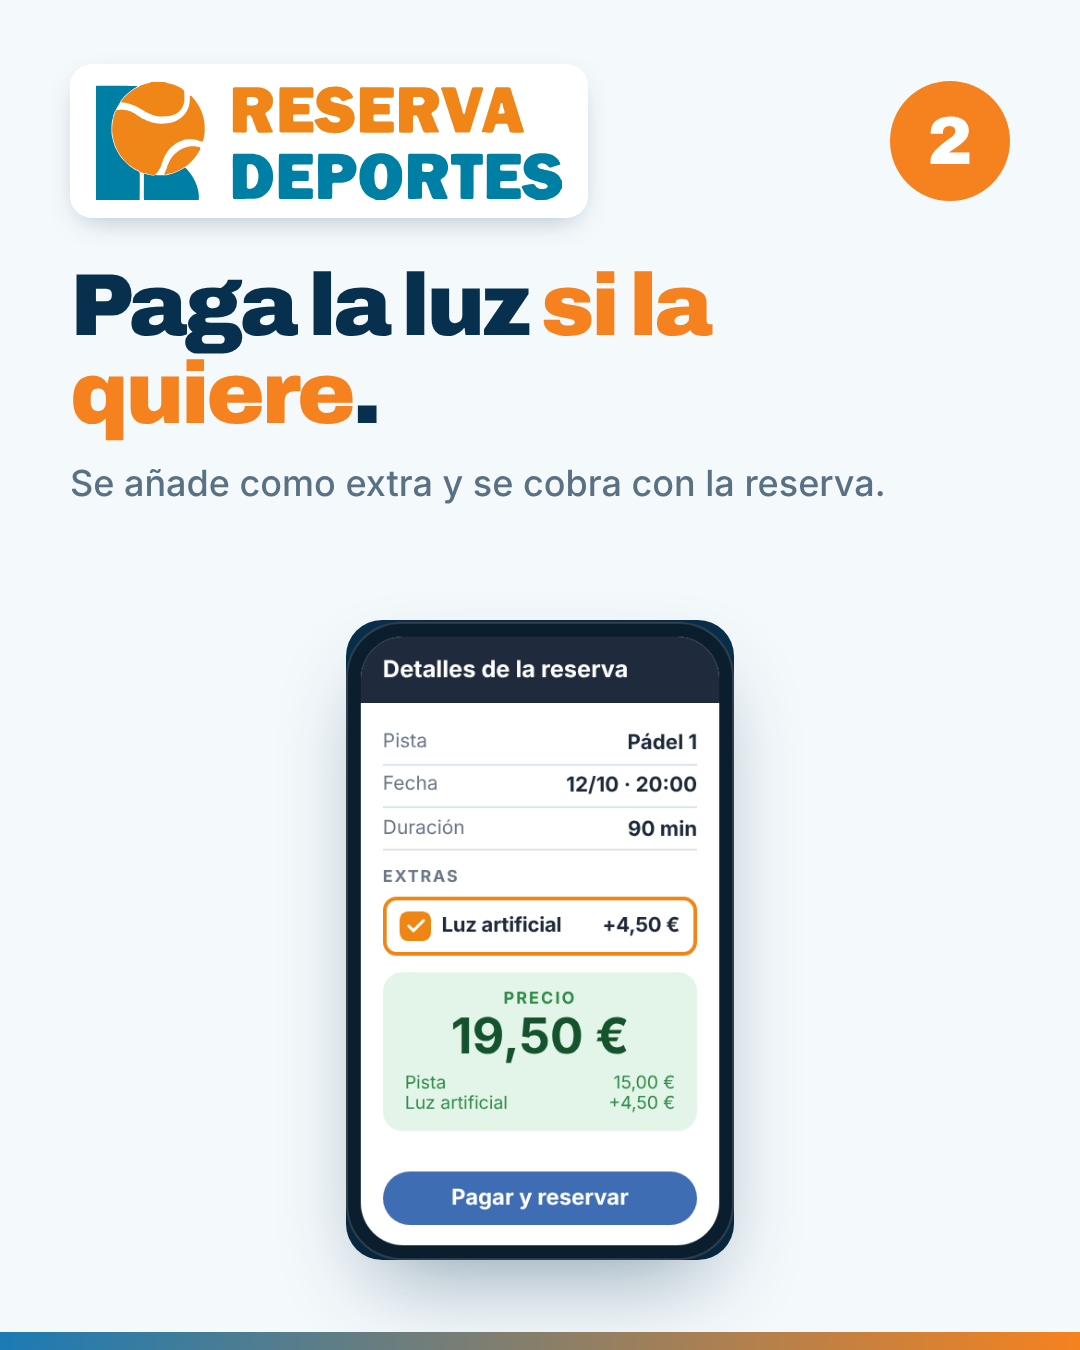 RESERVA
DEPORTES
2
Paga la luz si la
quiere.
Se añade como extra y se cobra con la reserva.
Detalles de la reserva
Pista Pádel 1
Fecha 12/10 · 20:00
Duración 90 min
EXTRAS
Luz artificial +4,50 €
PRECIO
19,50 €
Pista 15,00 €
Luz artificial +4,50 €
Pagar y reservar